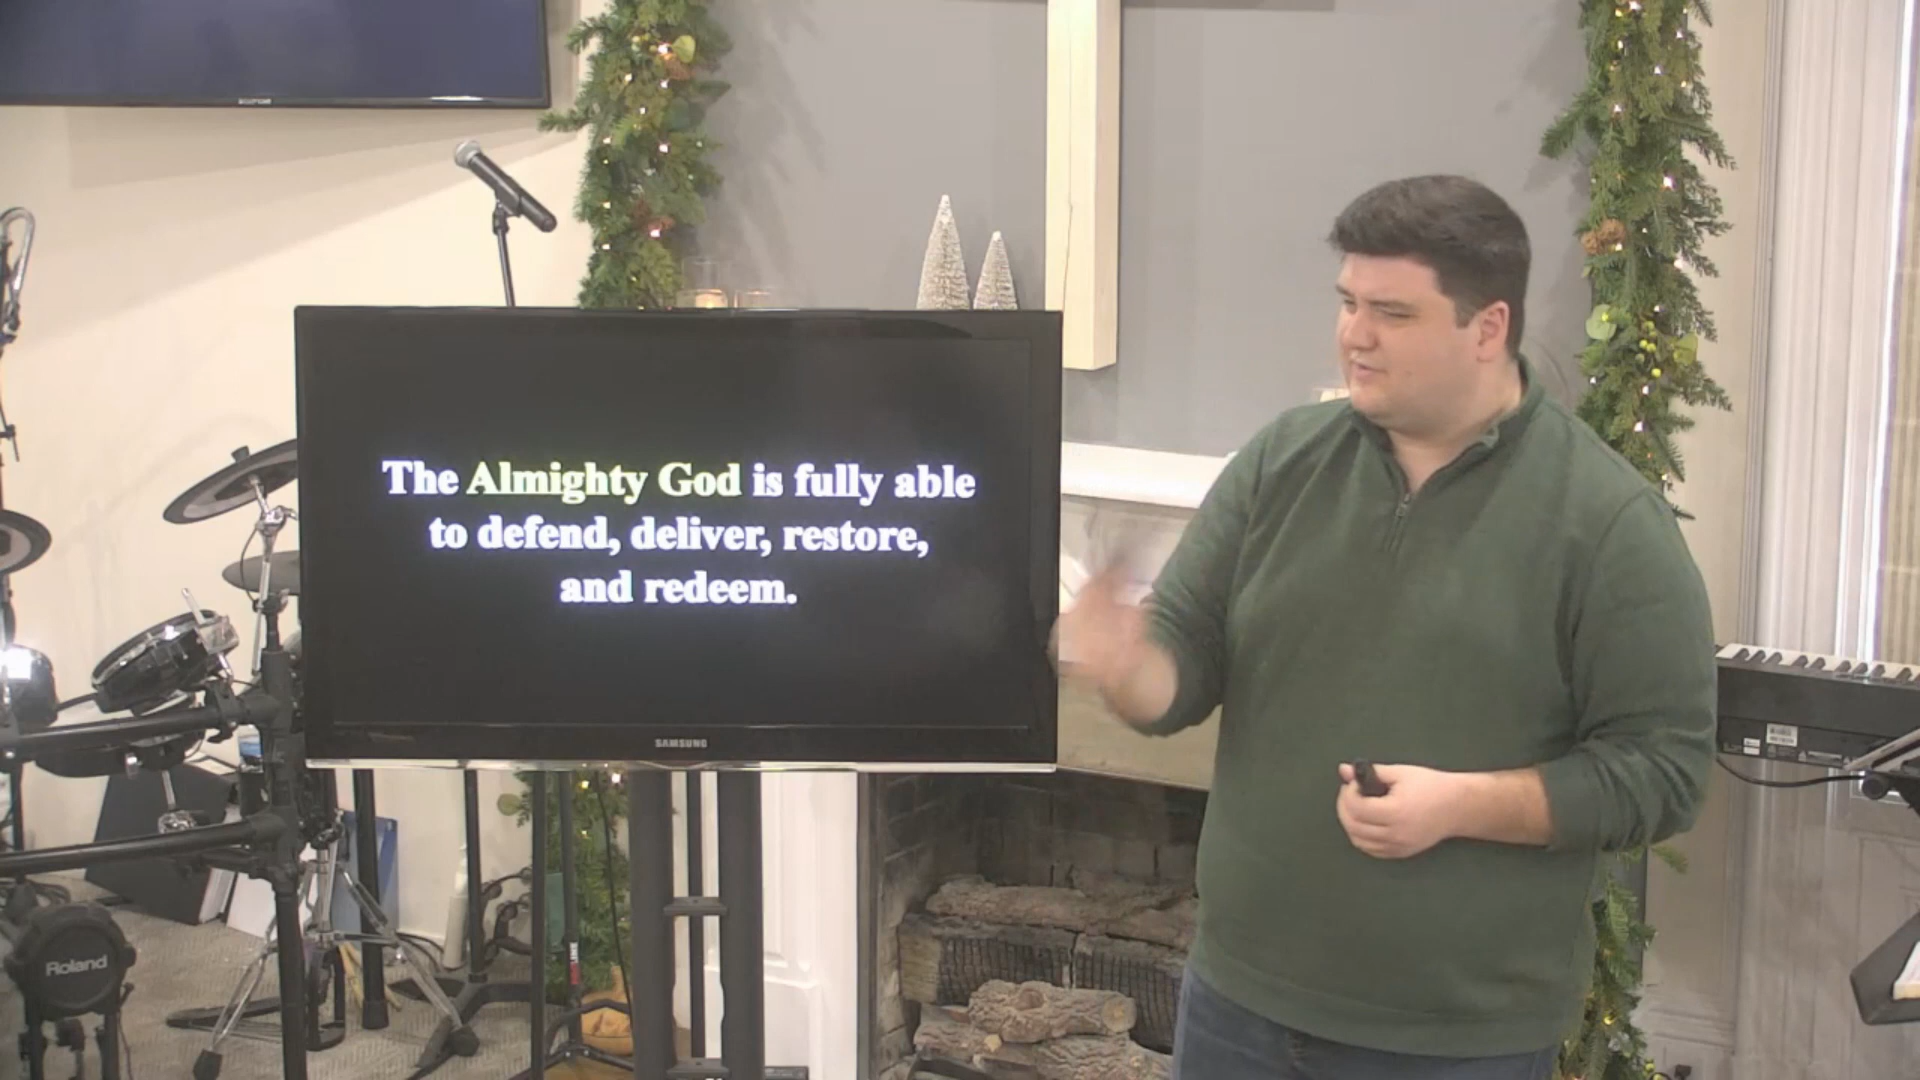 The Almighty God is fully able
to defend, deliver, restore,
and redeem.
SAMSUNG
Roland